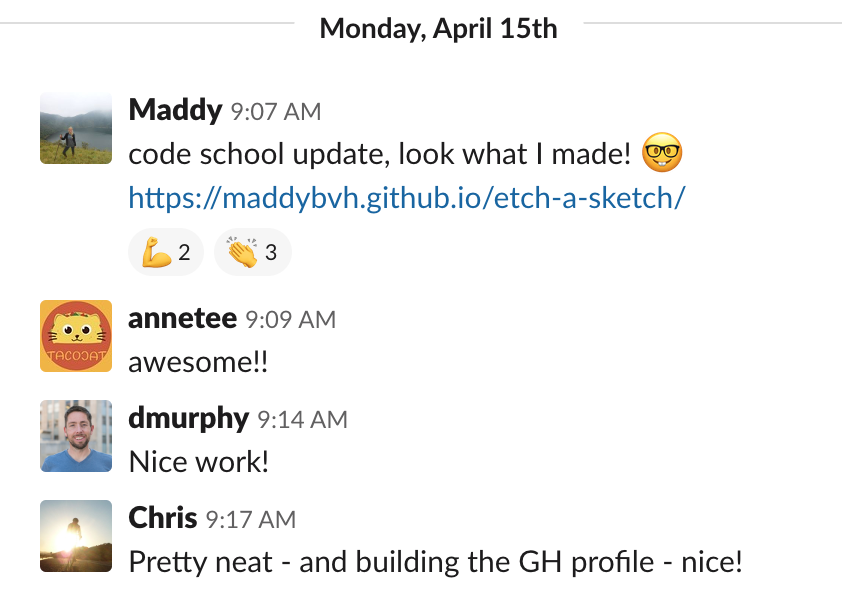 Monday, April 15th
Maddy 9:07 AM
code school update, look what I made! 🤓
https://maddybvh.github.io/etch-a-sketch/
💪 2 👏 3
annetee 9:09 AM
TACOCAT
awesome!!
dmurphy 9:14 AM
Nice work!
Chris 9:17 AM
Pretty neat - and building the GH profile - nice!